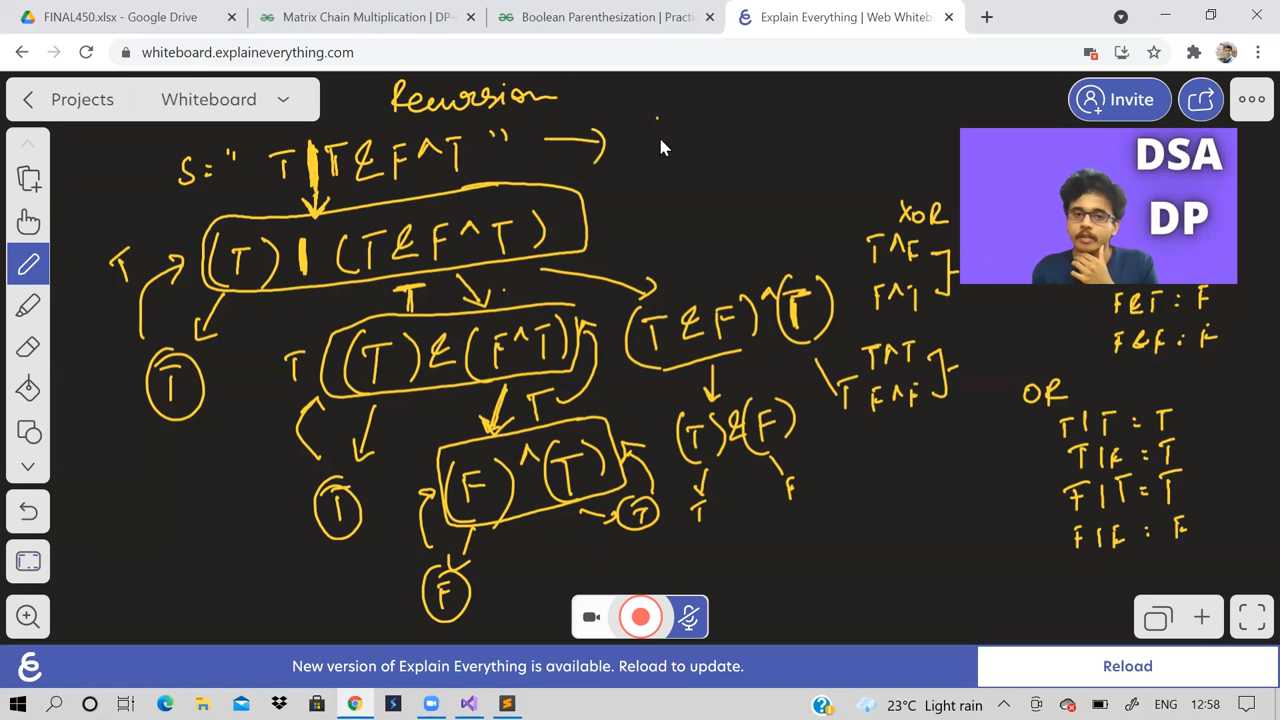 FINAL450.xlsx - Google Drive
Matrix Chain Multiplication | DP-
Boolean Parenthesization | Practi
Explain Everything | Web Whiteb
whiteboard.explaineverything.com
Projects
Whiteboard
Invite
Recursion
S= " T|T&F^T "
DSA
DP
(T) | (T&F^T)
T
T
(T)&(F^T)
T
(T&F)^(T)
XOR
T^F
F^T
T^T
F^F
F&T : F
F&F : F
T
T
(F)^(T)
T
T
F
(T)&(F)
T
F
T
OR
T|T = T
T|F = T
F|T = T
F|F : F
New version of Explain Everything is available. Reload to update.
Reload
23°C Light rain
ENG
12:58